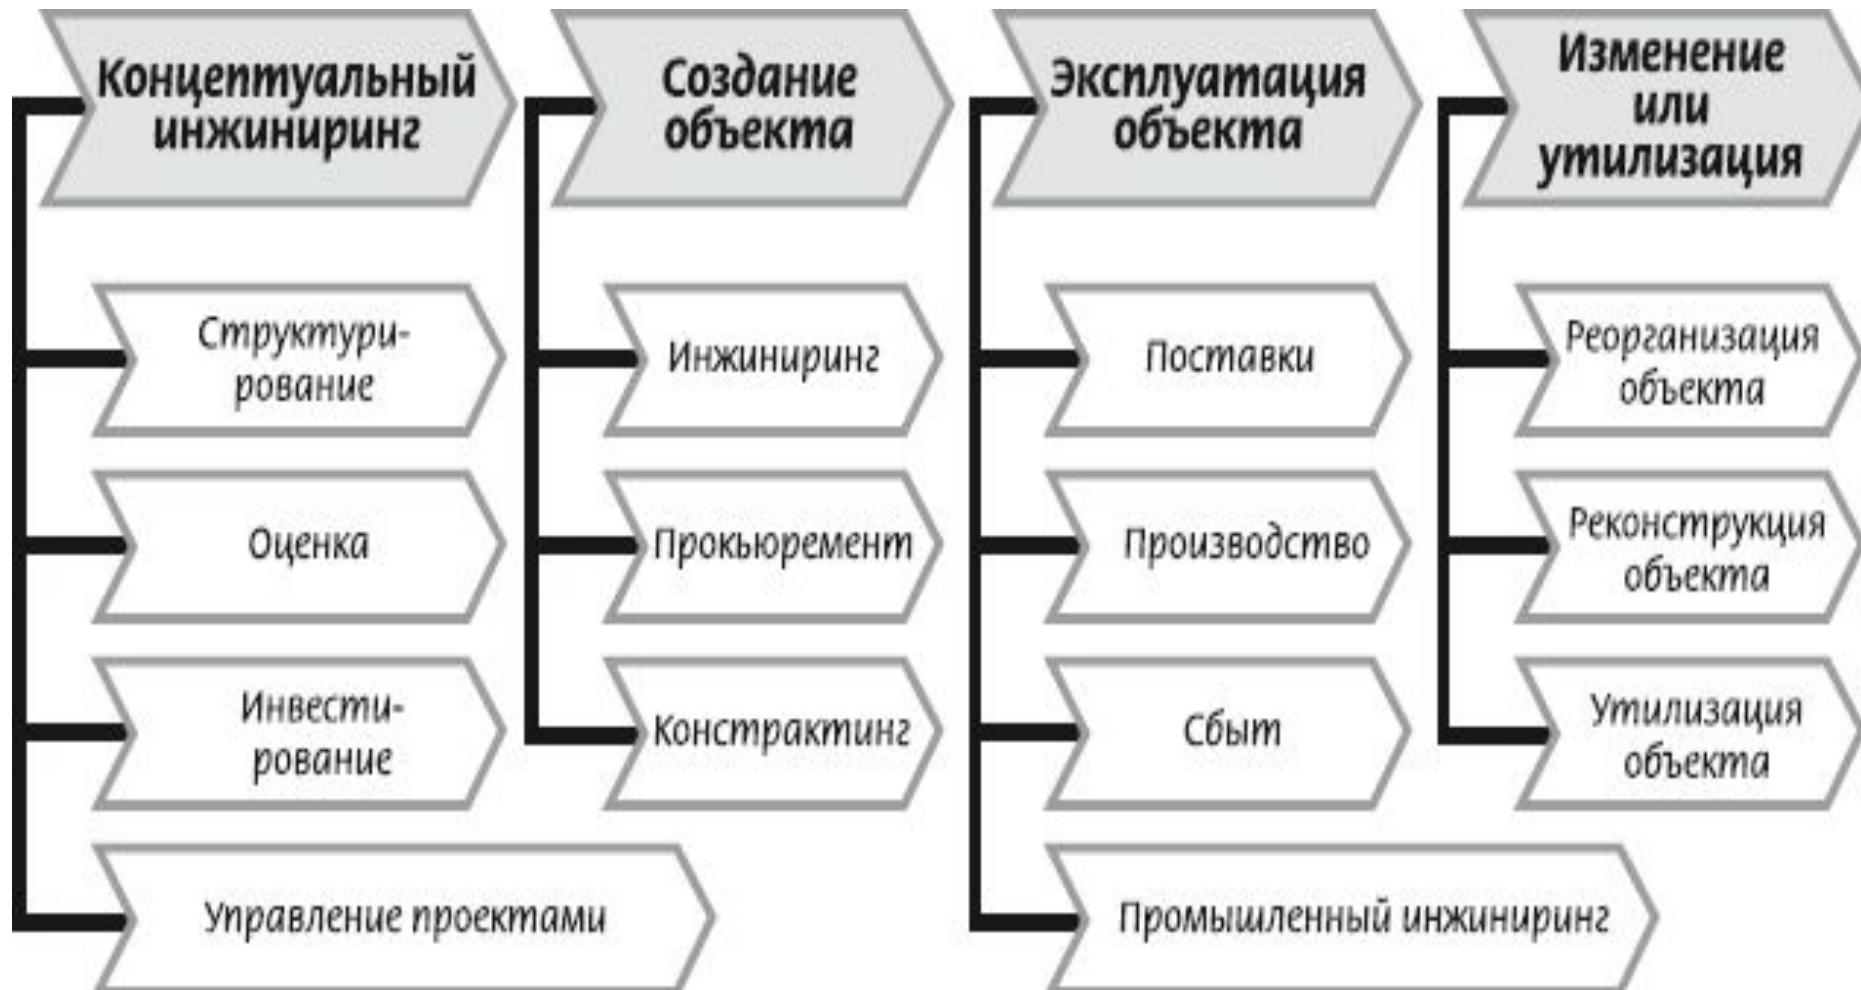 Концептуальный
инжиниринг
Структури-
рование
Оценка
Инвести-
рование
Управление проектами
Создание
объекта
Инжиниринг
Прокьюремент
Констрактинг
Эксплуатация
объекта
Поставки
Производство
Сбыт
Промышленный инжиниринг
Изменение
или
утилизация
Реорганизация
объекта
Реконструкция
объекта
Утилизация
объекта